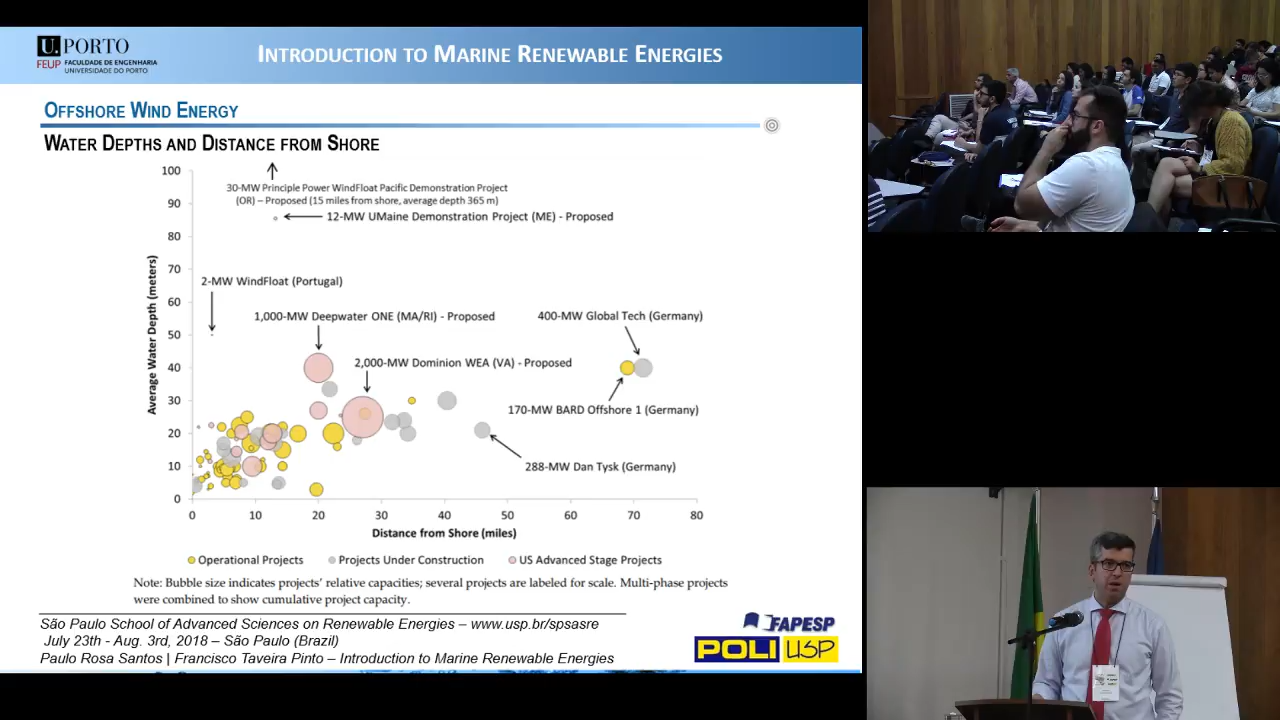 U.PORTO
FEUP FACULDADE DE ENGENHARIA
UNIVERSIDADE DO PORTO
INTRODUCTION TO MARINE RENEWABLE ENERGIES
OFFSHORE WIND ENERGY
WATER DEPTHS AND DISTANCE FROM SHORE
100
30-MW Principle Power WindFloat Pacific Demonstration Project
(OR) – Proposed (15 miles from shore, average depth 365 m)
90
12-MW UMaine Demonstration Project (ME) - Proposed
80
70
2-MW WindFloat (Portugal)
60
1,000-MW Deepwater ONE (MA/RI) - Proposed
400-MW Global Tech (Germany)
50
2,000-MW Dominion WEA (VA) - Proposed
40
30
170-MW BARD Offshore 1 (Germany)
20
288-MW Dan Tysk (Germany)
10
0
Average Water Depth (meters)
0 10 20 30 40 50 60 70 80
Distance from Shore (miles)
Operational Projects Projects Under Construction US Advanced Stage Projects
Note: Bubble size indicates projects' relative capacities; several projects are labeled for scale. Multi-phase projects
were combined to show cumulative project capacity.
São Paulo School of Advanced Sciences on Renewable Energies – www.usp.br/spsasre
July 23th - Aug. 3rd, 2018 – São Paulo (Brazil)
Paulo Rosa Santos | Francisco Taveira Pinto – Introduction to Marine Renewable Energies
FAPESP
POLI USP